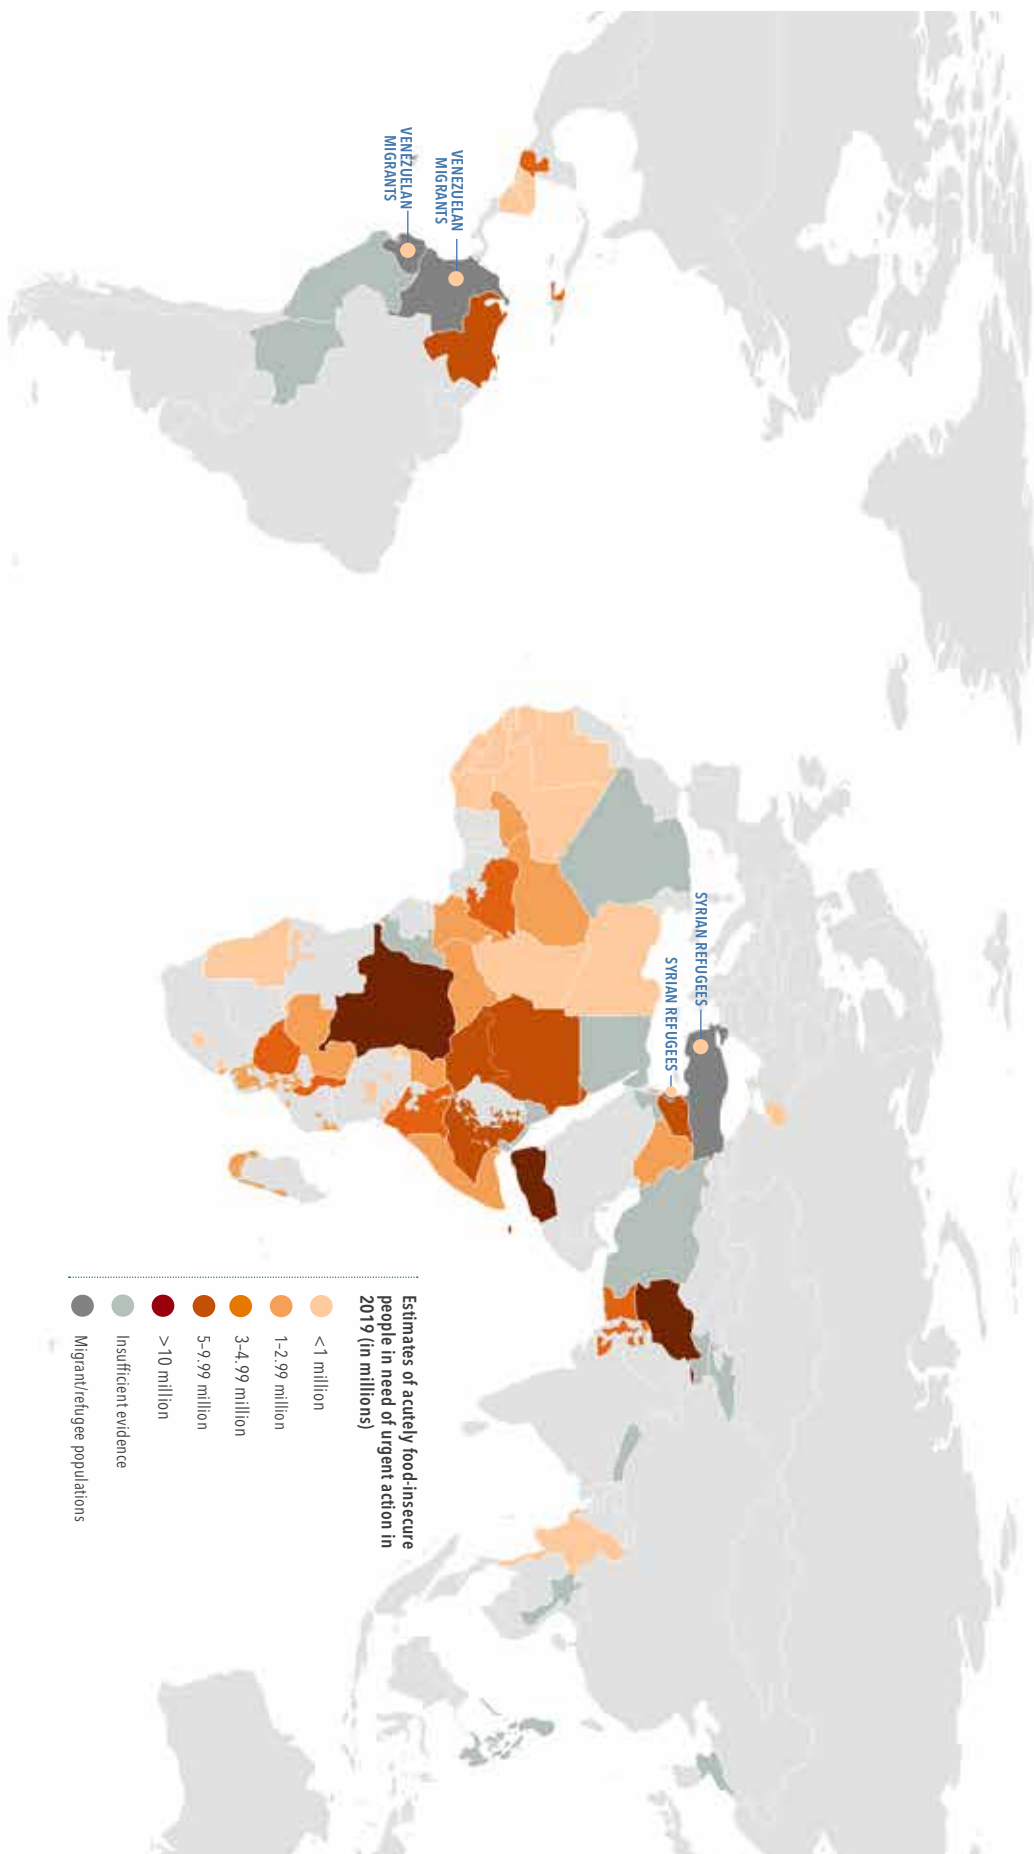 VENEZUELAN
MIGRANTS
VENEZUELAN
MIGRANTS
SYRIAN REFUGEES
SYRIAN REFUGEES
Estimates of acutely food-insecure
people in need of urgent action in
2019 (in millions)
<1 million
1–2.99 million
3–4.99 million
5–9.99 million
>10 million
Insufficient evidence
Migrant/refugee populations